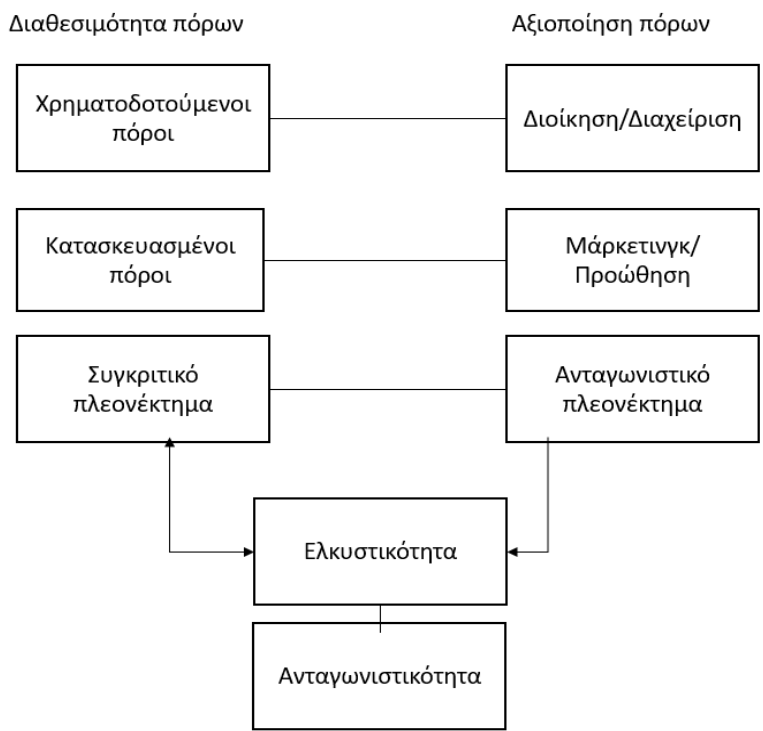 Διαθεσιμότητα πόρων
Αξιοποίηση πόρων
Χρηματοδοτούμενοι
πόροι
Διοίκηση/Διαχείριση
Κατασκευασμένοι
πόροι
Μάρκετινγκ/
Προώθηση
Συγκριτικό
πλεονέκτημα
Ανταγωνιστικό
πλεονέκτημα
Ελκυστικότητα
Ανταγωνιστικότητα